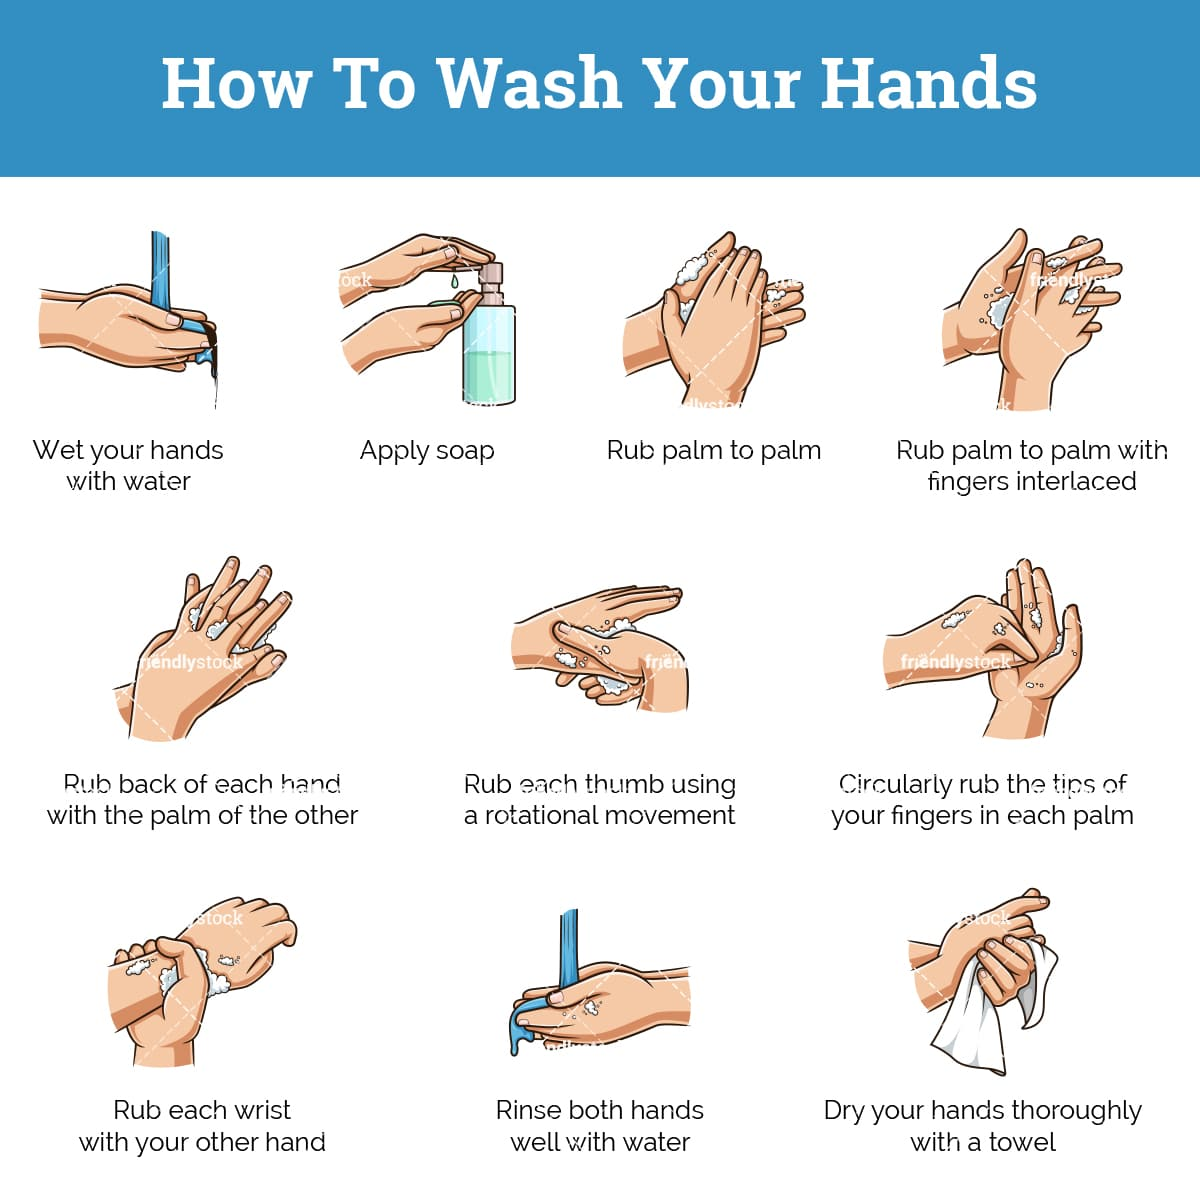 How To Wash Your Hands
Wet your hands
with water
Apply soap
Rub palm to palm
Rub palm to palm with
fingers interlaced
Rub back of each hand
with the palm of the other
Rub each thumb using
a rotational movement
Circularly rub the tips of
your fingers in each palm
Rub each wrist
with your other hand
Rinse both hands
well with water
Dry your hands thoroughly
with a towel
friendlystock